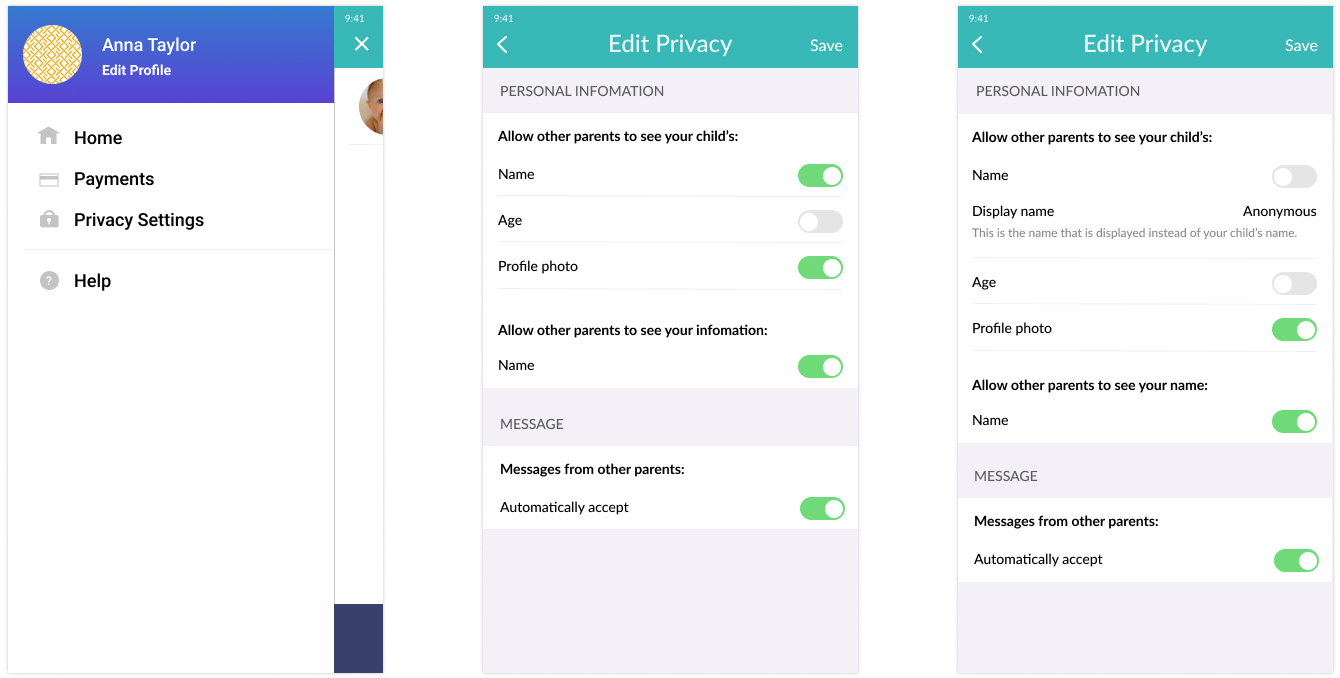 9:41
Anna Taylor
Edit Profile
Home
Payments
Privacy Settings
?
Help
9:41
Edit Privacy
Save
PERSONAL INFOMATION
Allow other parents to see your child’s:
Name
Age
Profile photo
Allow other parents to see your infomation:
Name
MESSAGE
Messages from other parents:
Automatically accept
9:41
Edit Privacy
Save
PERSONAL INFOMATION
Allow other parents to see your child’s:
Name
Display name Anonymous
This is the name that is displayed instead of your child’s name.
Age
Profile photo
Allow other parents to see your name:
Name
MESSAGE
Messages from other parents:
Automatically accept